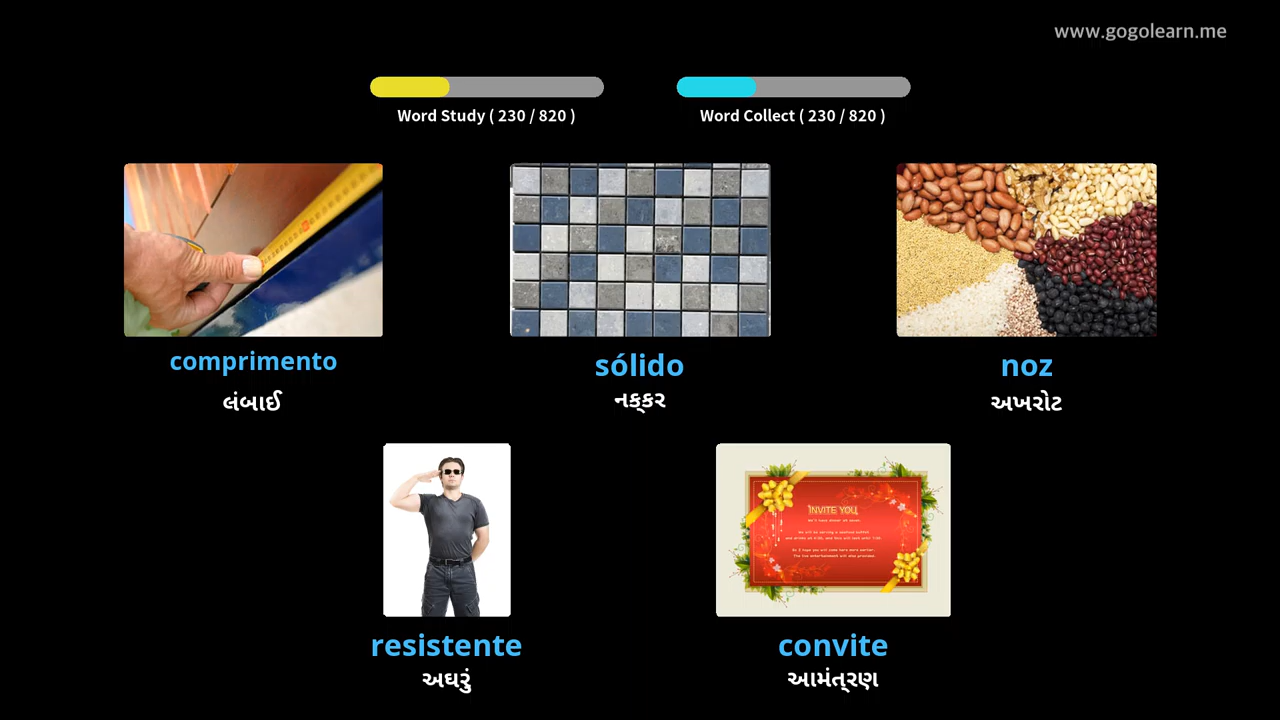 www.gogolearn.me
Word Study ( 230 / 820 )
Word Collect ( 230 / 820 )
comprimento
લંબાઈ
sólido
નક્કર
noz
અખરોટ
INVITE YOU
resistente
અઘરું
convite
આમંત્રણ